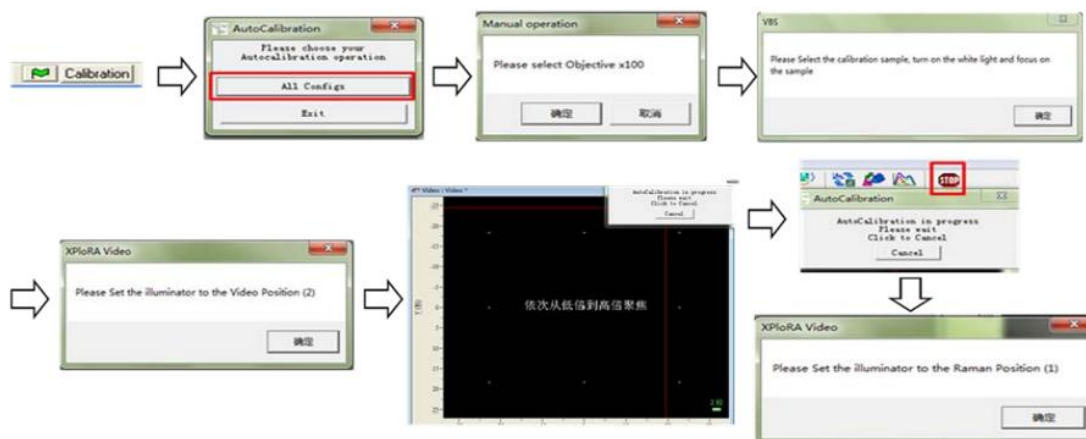 Calibration
AutoCalibration
Please choose your
Autocalibration operation
All Configs
Exit
Manual operation
Please select Objective x100
确定
取消
VBS
Please Select the calibration sample, turn on the white light and focus on
the sample
确定
XPloRA Video
Please Set the illuminator to the Video Position (2)
确定
Video : Video *
AutoCalibration in progress
Please wait
Click to Cancel
Cancel
依次从低倍到高倍聚焦
STOP
AutoCalibration
AutoCalibration in progress
Please wait
Click to Cancel
Cancel
XPloRA Video
Please Set the illuminator to the Raman Position (1)
确定